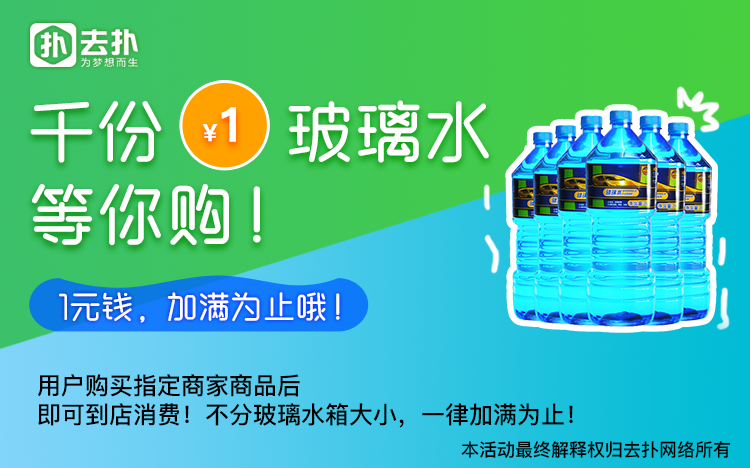 扑 去扑
为梦想而生
千份 ¥1 玻璃水
等你购！
1元钱，加满为止哦！
用户购买指定商家商品后
即可到店消费！不分玻璃水箱大小，一律加满为止！
本活动最终解释权归去扑网络所有